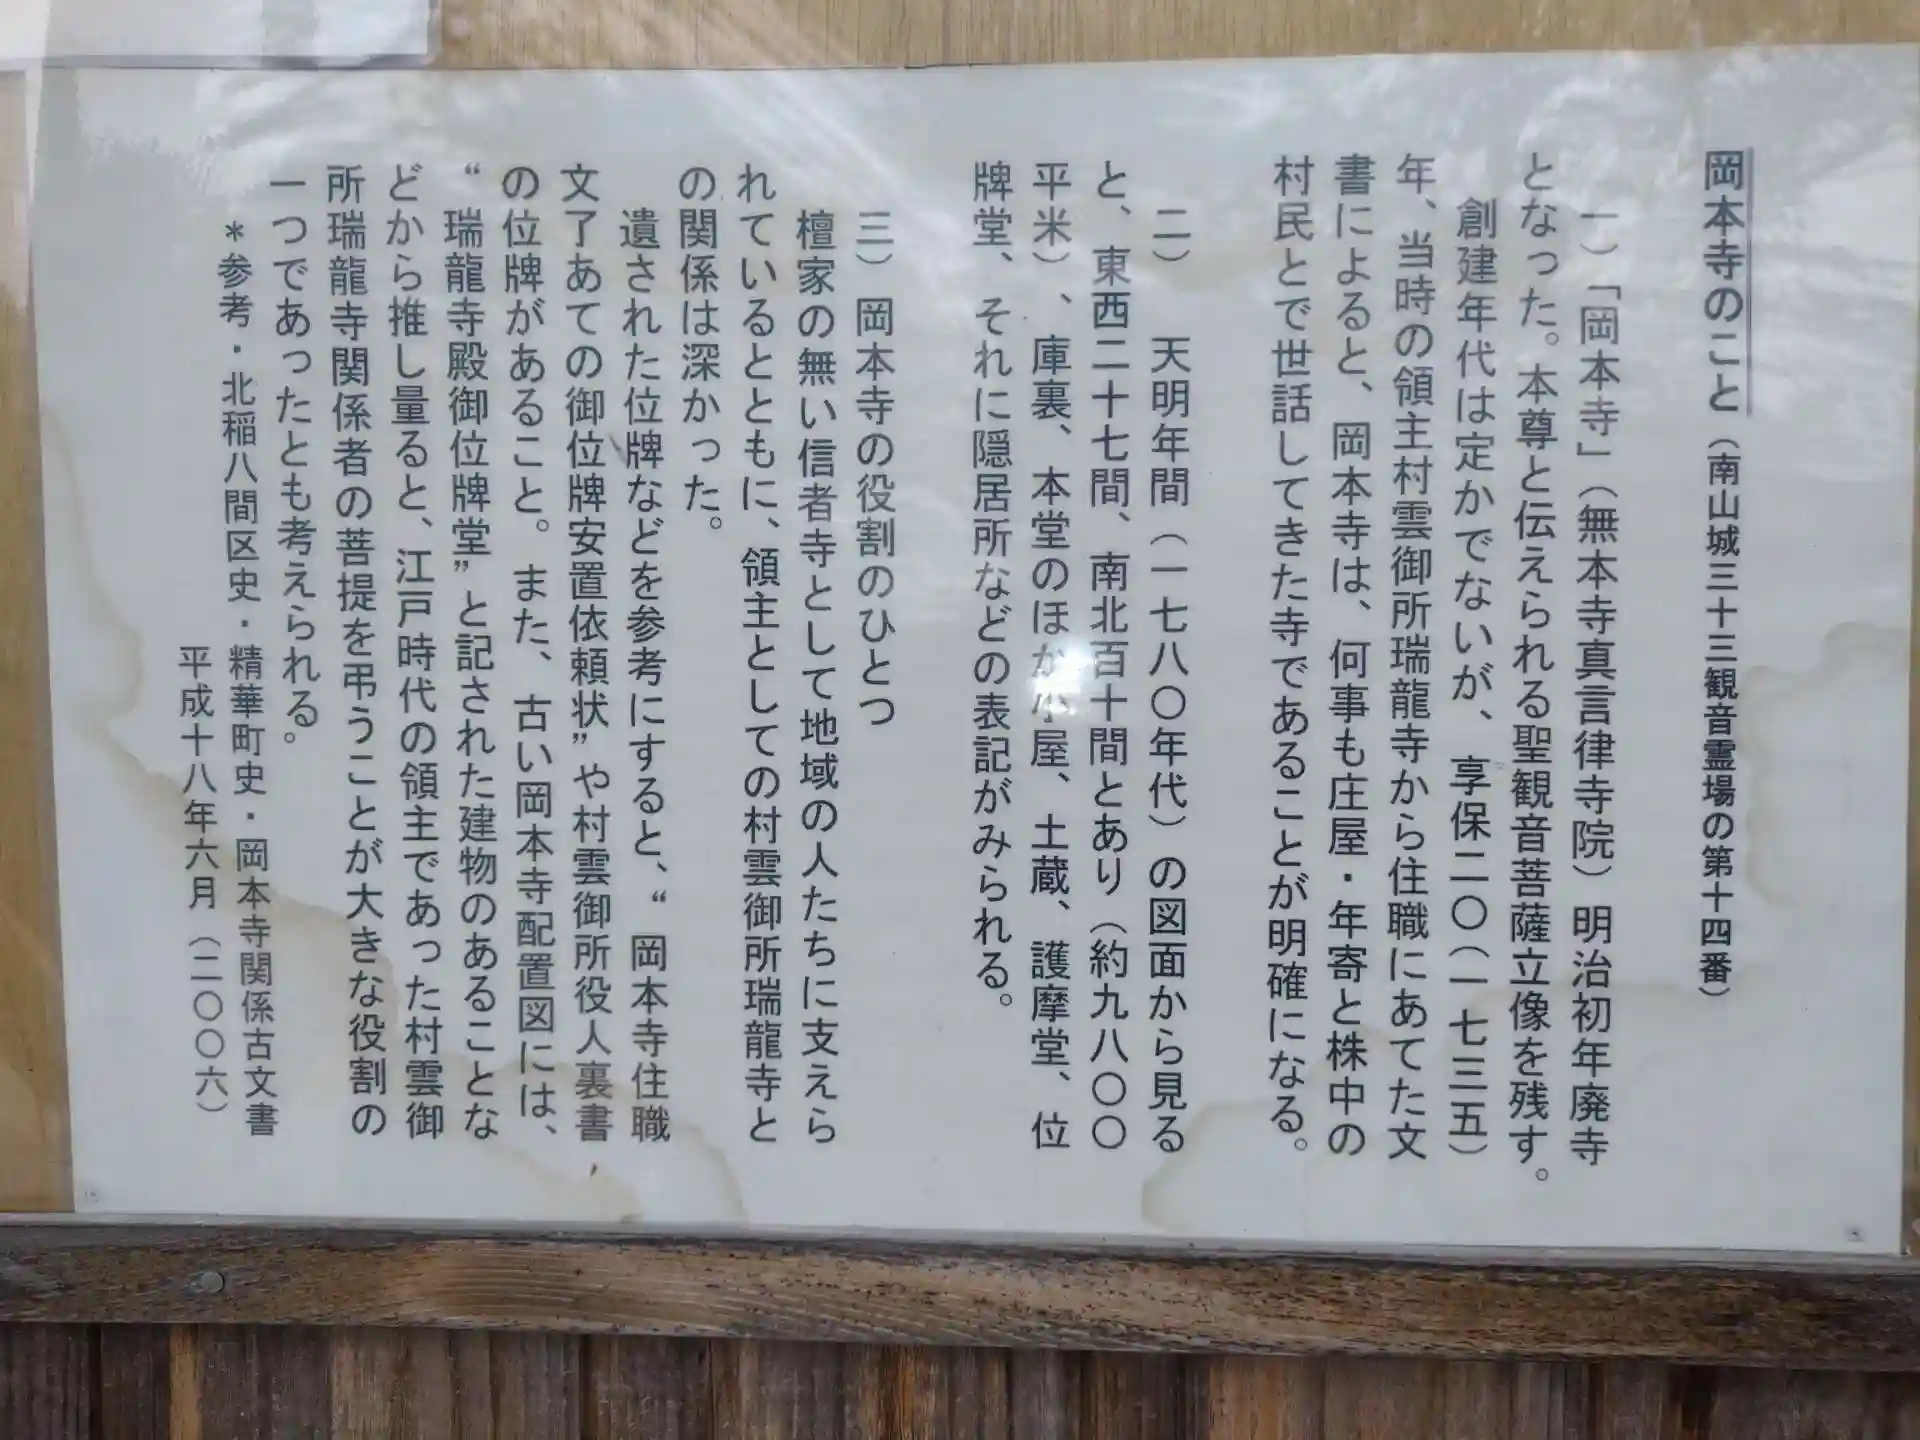 岡本寺のこと（南山城三十三観音霊場の第十四番）
一）「岡本寺」（無本寺真言律寺院）明治初年廃寺
となった。本尊と伝えられる聖観音菩薩立像を残す。
創建年代は定かでないが、享保二〇（一七三五）
年、当時の領主村雲御所瑞龍寺から住職にあてた文
書によると、岡本寺は、何事も庄屋・年寄と株中の
村民とで世話してきた寺であることが明確になる。
二）　天明年間（一七八〇年代）の図面から見る
と、東西二十七間、南北百十間とあり（約九八〇〇
平米）、庫裏、本堂のほか小屋、土蔵、護摩堂、位
牌堂、それに隠居所などの表記がみられる。
三）岡本寺の役割のひとつ
檀家の無い信者寺として地域の人たちに支えら
れているとともに、領主としての村雲御所瑞龍寺と
の関係は深かった。
遺された位牌などを参考にすると、“岡本寺住職
文了あての御位牌安置依頼状”や村雲御所役人裏書
の位牌があること。また、古い岡本寺配置図には、
“瑞龍寺殿御位牌堂”と記された建物のあることな
どから推し量ると、江戸時代の領主であった村雲御
所瑞龍寺関係者の菩提を弔うことが大きな役割の
一つであったとも考えられる。
＊参考・北稲八間区史・精華町史・岡本寺関係古文書
平成十八年六月（二〇〇六）